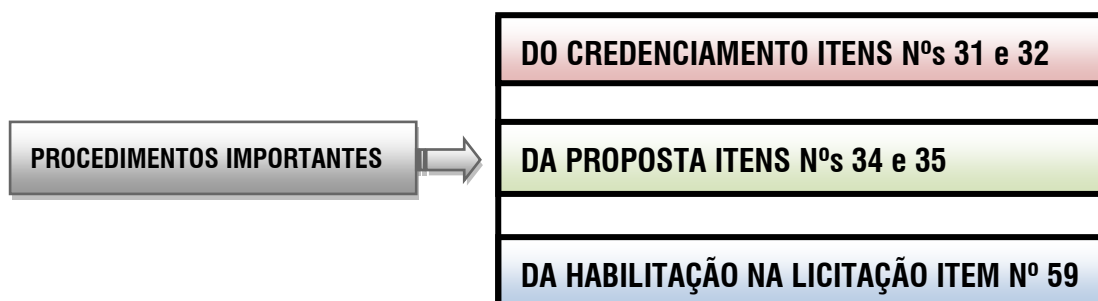 PROCEDIMENTOS IMPORTANTES
DO CREDENCIAMENTO ITENS Nºs 31 e 32
DA PROPOSTA ITENS Nºs 34 e 35
DA HABILITAÇÃO NA LICITAÇÃO ITEM Nº 59